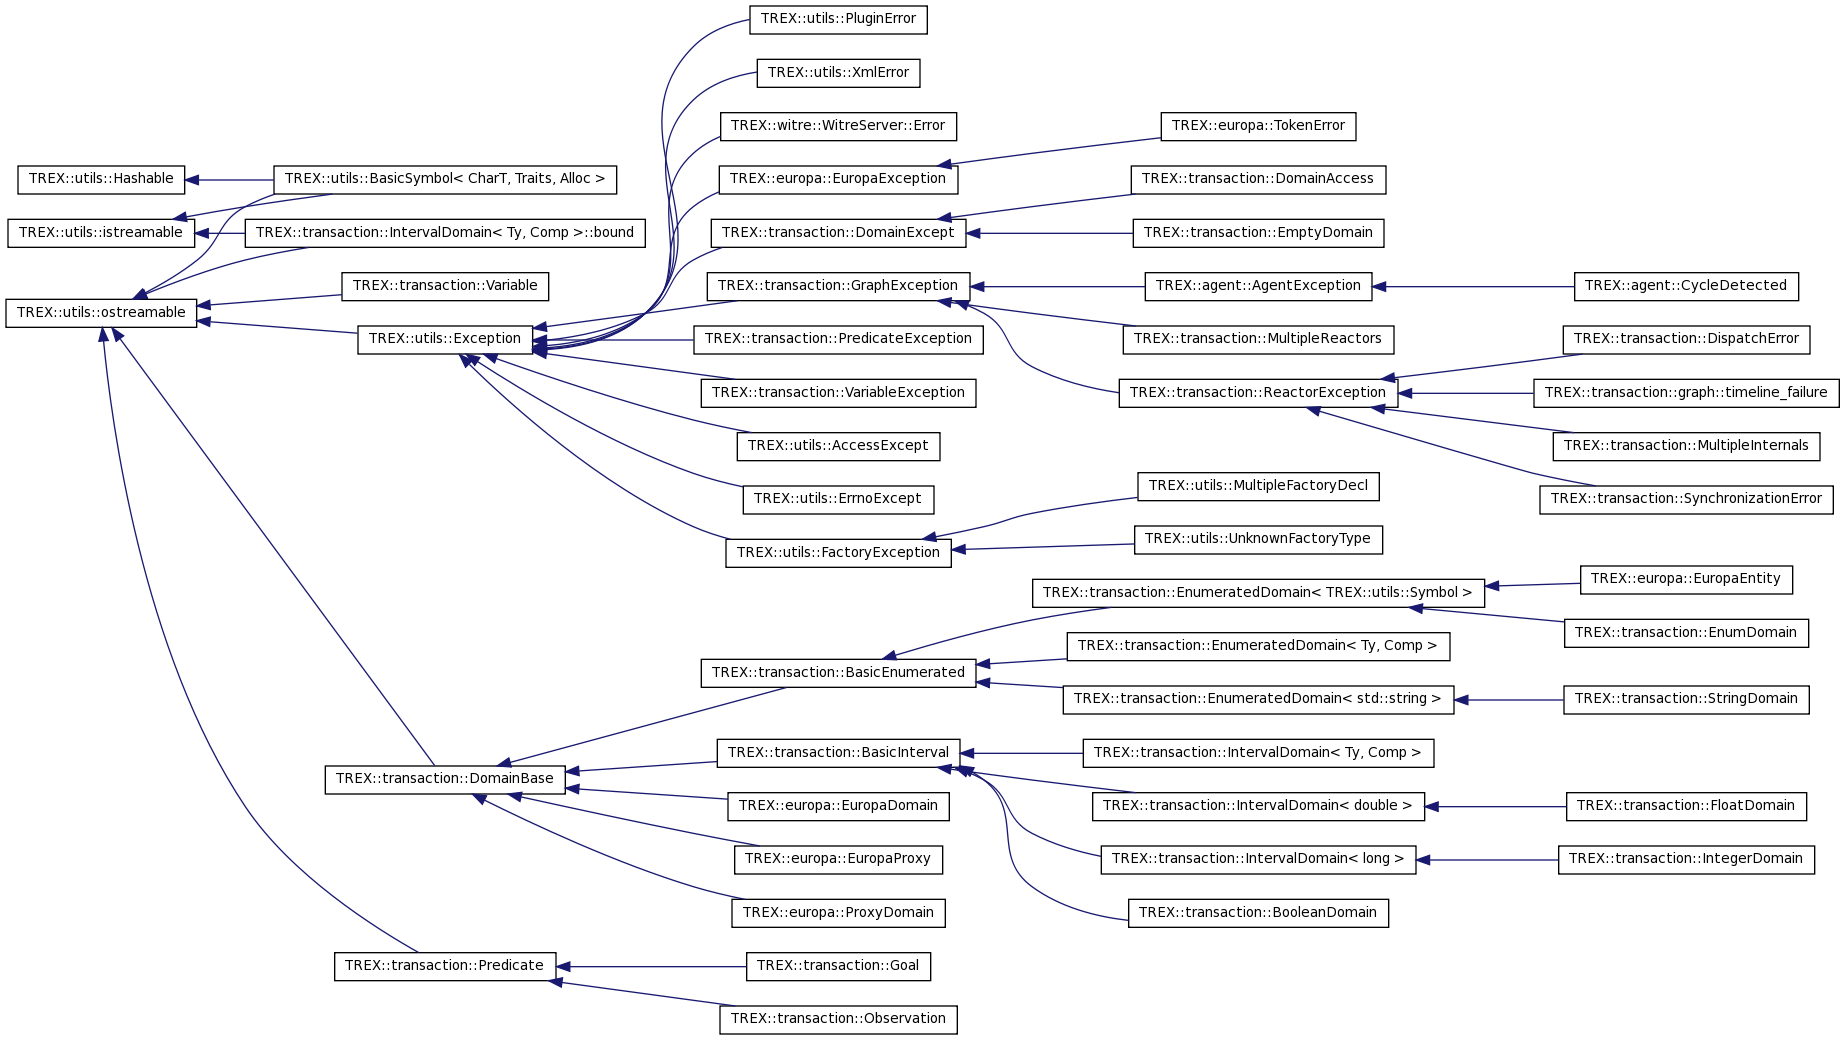 TREX::utils::PluginError
TREX::utils::XmlError
TREX::witre::WitreServer::Error
TREX::europa::TokenError
TREX::utils::Hashable
TREX::utils::BasicSymbol< CharT, Traits, Alloc >
TREX::europa::EuropaException
TREX::transaction::DomainAccess
TREX::utils::istreamable
TREX::transaction::IntervalDomain< Ty, Comp >::bound
TREX::transaction::DomainExcept
TREX::transaction::EmptyDomain
TREX::transaction::Variable
TREX::transaction::GraphException
TREX::agent::AgentException
TREX::agent::CycleDetected
TREX::utils::ostreamable
TREX::utils::Exception
TREX::transaction::PredicateException
TREX::transaction::MultipleReactors
TREX::transaction::DispatchError
TREX::transaction::VariableException
TREX::transaction::ReactorException
TREX::transaction::graph::timeline_failure
TREX::utils::AccessExcept
TREX::transaction::MultipleInternals
TREX::utils::ErrnoExcept
TREX::utils::MultipleFactoryDecl
TREX::transaction::SynchronizationError
TREX::utils::FactoryException
TREX::utils::UnknownFactoryType
TREX::transaction::EnumeratedDomain< TREX::utils::Symbol >
TREX::europa::EuropaEntity
TREX::transaction::EnumDomain
TREX::transaction::EnumeratedDomain< Ty, Comp >
TREX::transaction::BasicEnumerated
TREX::transaction::EnumeratedDomain< std::string >
TREX::transaction::StringDomain
TREX::transaction::BasicInterval
TREX::transaction::IntervalDomain< Ty, Comp >
TREX::transaction::DomainBase
TREX::europa::EuropaDomain
TREX::transaction::IntervalDomain< double >
TREX::transaction::FloatDomain
TREX::europa::EuropaProxy
TREX::transaction::IntervalDomain< long >
TREX::transaction::IntegerDomain
TREX::europa::ProxyDomain
TREX::transaction::BooleanDomain
TREX::transaction::Predicate
TREX::transaction::Goal
TREX::transaction::Observation